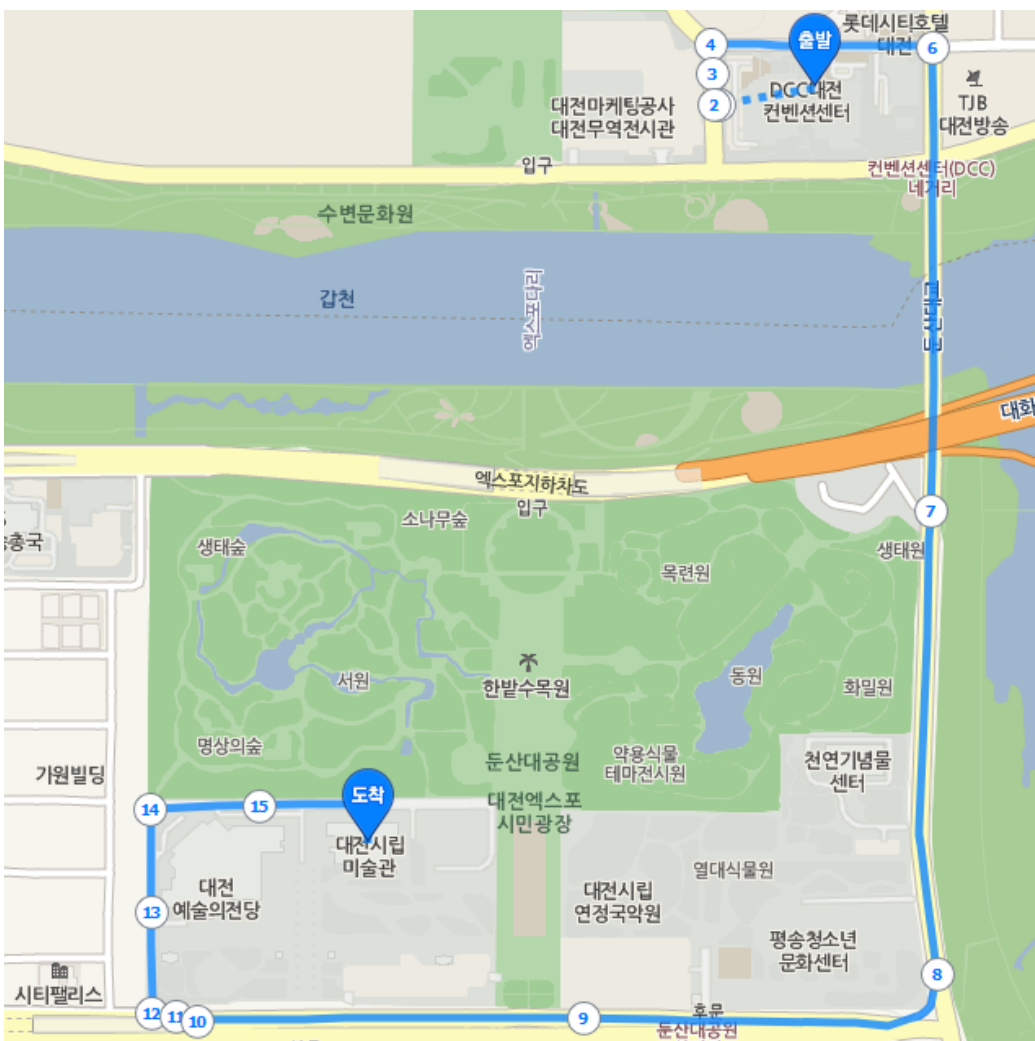 롯데시티호텔
대전
4
출발
6
3
DCC대전
컨벤션센터
2
TJB
대전방송
대전마케팅공사
대전무역전시관
입구
컨벤션센터(DCC)
네거리
수변문화원
갑천
엑스포다리
둔산대교
대화
엑스포지하차도
입구
7
소나무숲
생태숲
총국
생태원
목련원
서원
한밭수목원
동원
화밀원
명상의숲
둔산대공원
약용식물
테마전시원
천연기념물
센터
가원빌딩
14
15
도착
대전엑스포
시민광장
대전시립
미술관
열대식물원
대전
예술의전당
13
대전시립
연정국악원
평송청소년
문화센터
8
시티팰리스
12
11
10
9
후문
둔산대공원